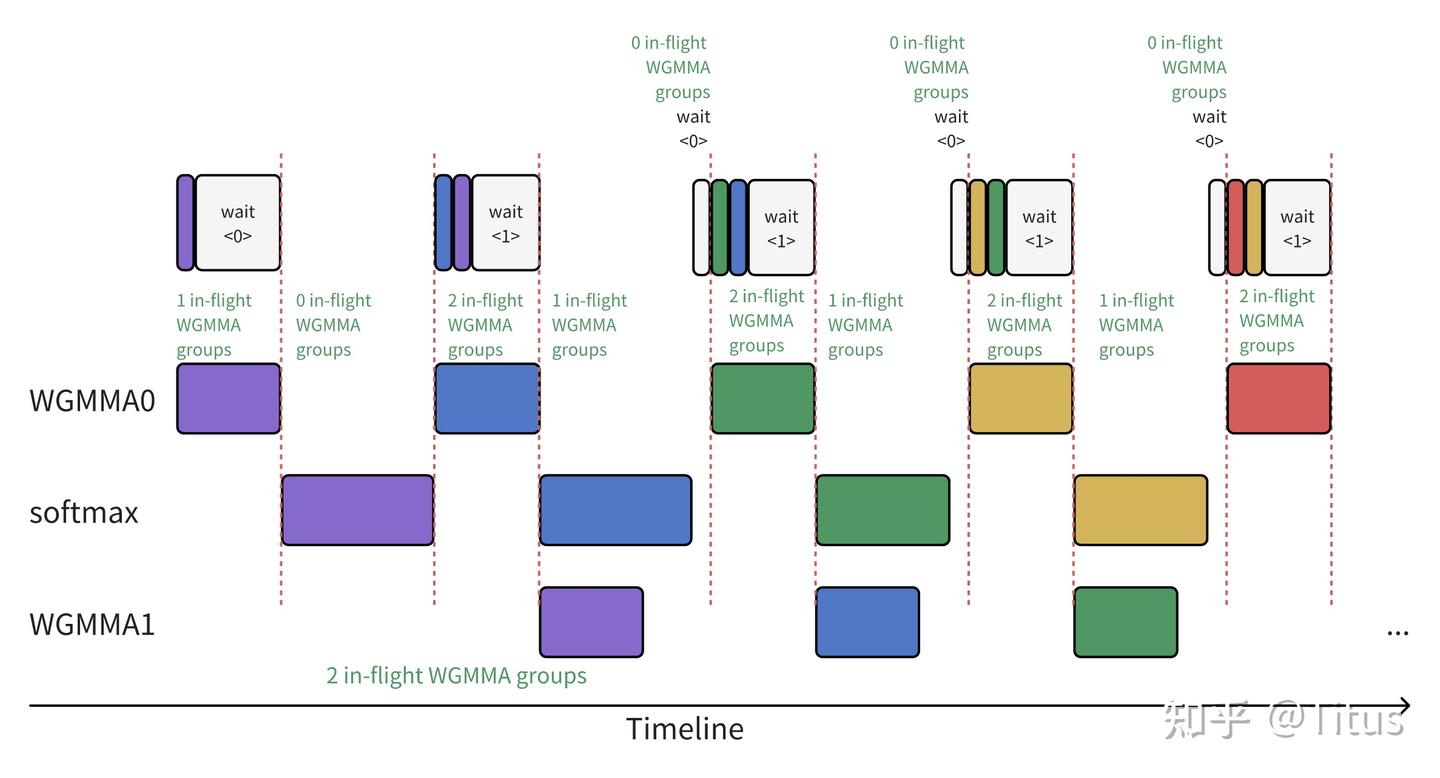 0 in-flight
WGMMA
groups
wait
<0>
0 in-flight
WGMMA
groups
wait
<0>
0 in-flight
WGMMA
groups
wait
<0>
wait
<0>
wait
<1>
wait
<1>
wait
<1>
wait
<1>
1 in-flight
WGMMA
groups
0 in-flight
WGMMA
groups
2 in-flight
WGMMA
groups
1 in-flight
WGMMA
groups
2 in-flight
WGMMA
groups
1 in-flight
WGMMA
groups
2 in-flight
WGMMA
groups
1 in-flight
WGMMA
groups
2 in-flight
WGMMA
groups
WGMMA0
softmax
WGMMA1
...
2 in-flight WGMMA groups
Timeline
知乎 @Titus